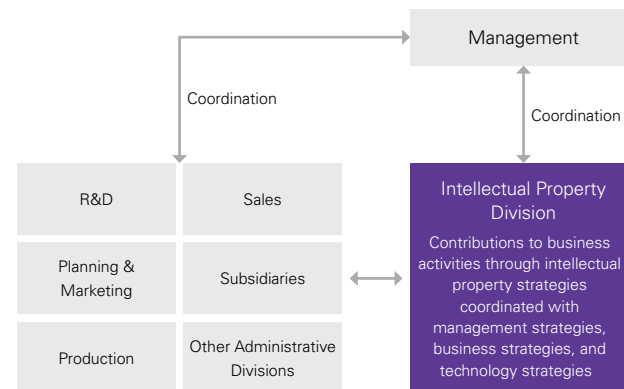 Management
Coordination
Coordination
R&D
Sales
Intellectual Property
Division
Planning &
Marketing
Subsidiaries
Contributions to business
activities through intellectual
property strategies
coordinated with
management strategies,
business strategies, and
technology strategies
Production
Other Administrative
Divisions